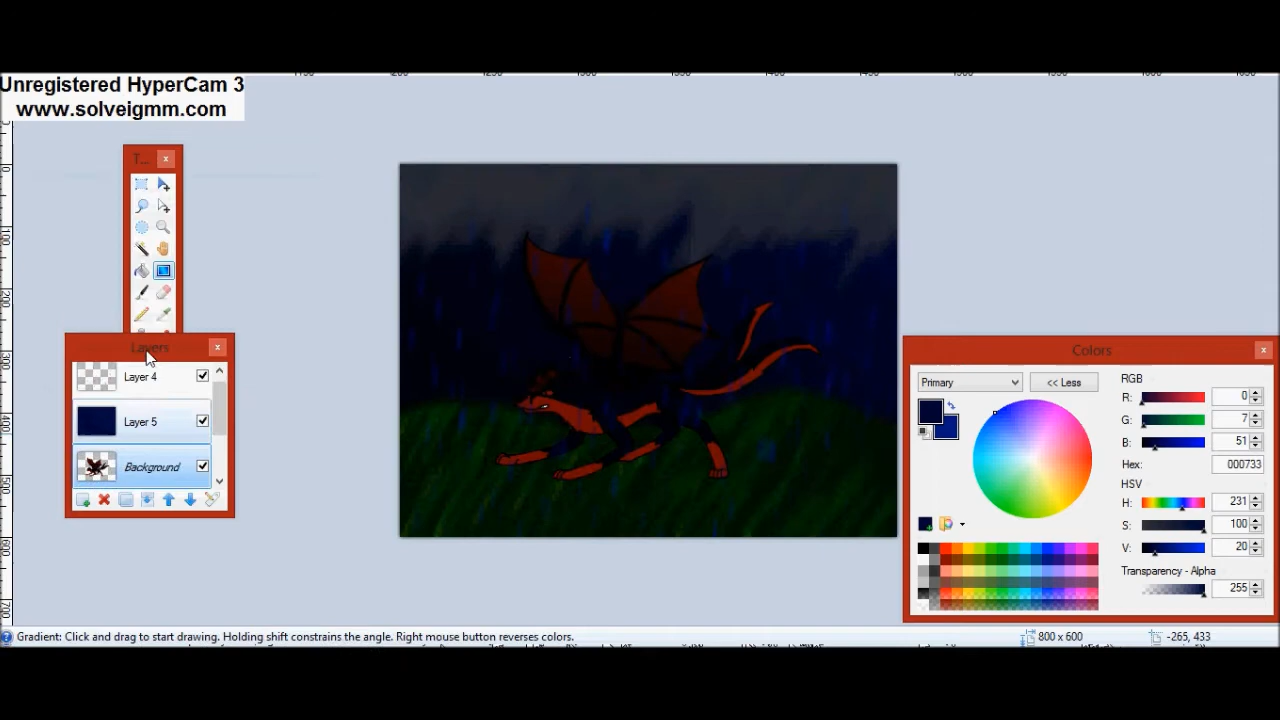 Unregistered HyperCam 3
www.solveigmm.com
T...
Layers
Layer 4
Layer 5
Background
Colors
Primary
<< Less
RGB
R: 0
G: 7
B: 51
Hex: 000733
HSV
H: 231
S: 100
V: 20
Transparency - Alpha
255
Gradient: Click and drag to start drawing. Holding shift constrains the angle. Right mouse button reverses colors.
800 x 600
-265, 433